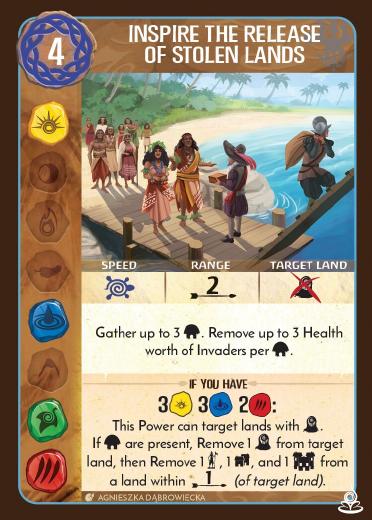 4
INSPIRE THE RELEASE
OF STOLEN LANDS
SPEED RANGE TARGET LAND
2
Gather up to 3 . Remove up to 3 Health
worth of Invaders per .
IF YOU HAVE
3 3 2 :
This Power can target lands with .
If are present, Remove 1 from target
land, then Remove 1 , 1 , and 1 from
a land within 1 (of target land).
AGNIESZKA DĄBROWIECKA